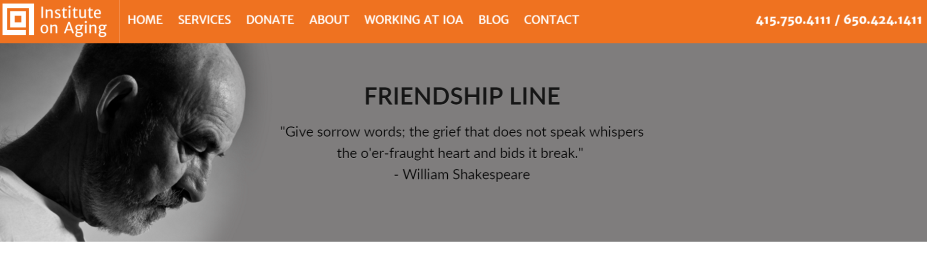 Institute
on Aging
HOME SERVICES DONATE ABOUT WORKING AT IOA BLOG CONTACT
415.750.4111 / 650.424.1411
FRIENDSHIP LINE
"Give sorrow words; the grief that does not speak whispers
the o'er-fraught heart and bids it break."
- William Shakespeare